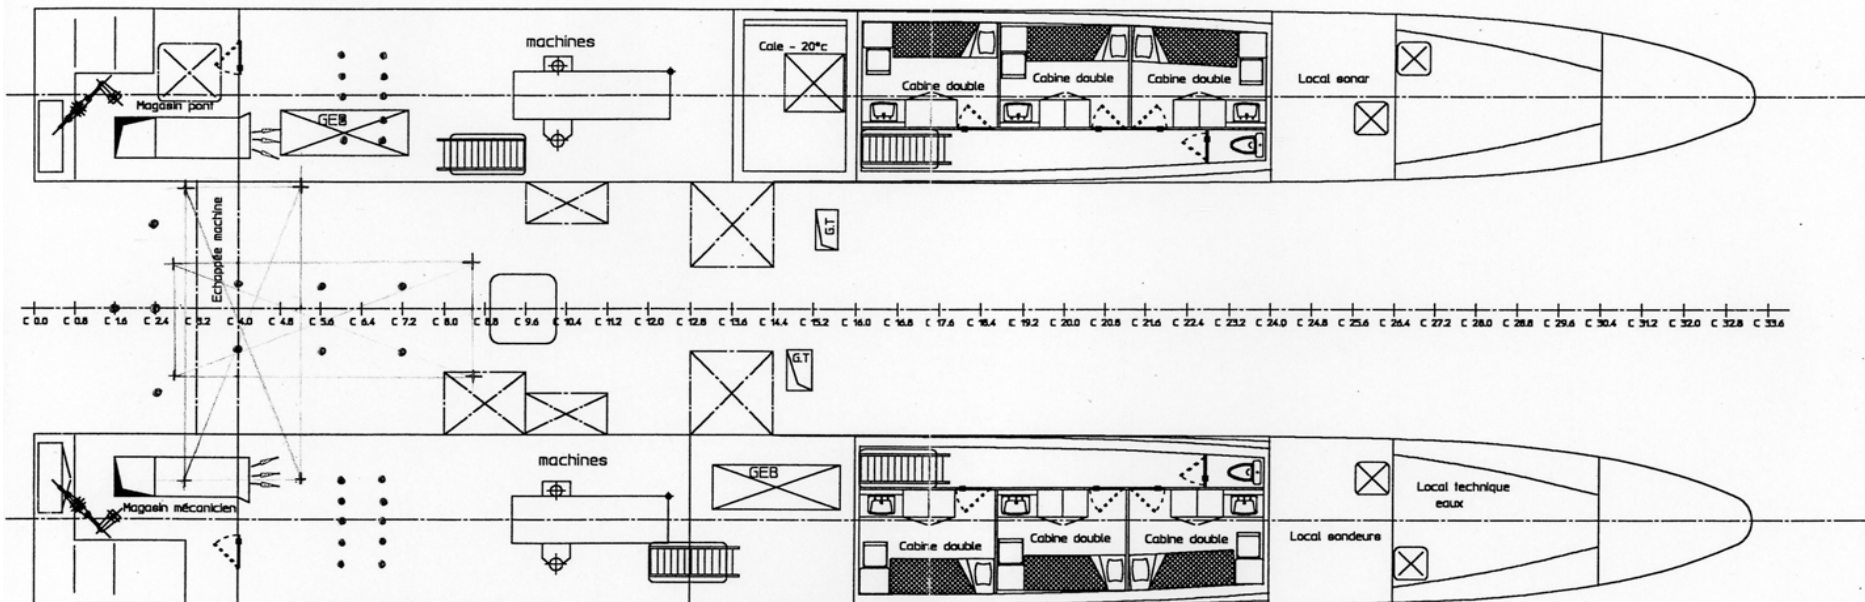 machines
Cale - 20°c
Magasin pont
GEB
Cabine double
Cabine double
Cabine double
Local sonar
Echappée machine
G.T
C 0.0 C 0.8 C 1.6 C 2.4 C 3.2 C 4.0 C 4.8 C 5.6 C 6.4 C 7.2 C 8.0 C 8.8 C 9.6 C 10.4 C 11.2 C 12.0 C 12.8 C 13.6 C 14.4 C 15.2 C 16.0 C 16.8 C 17.6 C 18.4 C 19.2 C 20.0 C 20.8 C 21.6 C 22.4 C 23.2 C 24.0 C 24.8 C 25.6 C 26.4 C 27.2 C 28.0 C 28.8 C 29.6 C 30.4 C 31.2 C 32.0 C 32.8 C 33.6
G.T
machines
GEB
Magasin mécanicien
Cabine double
Cabine double
Cabine double
Local sondeurs
Local technique
eaux